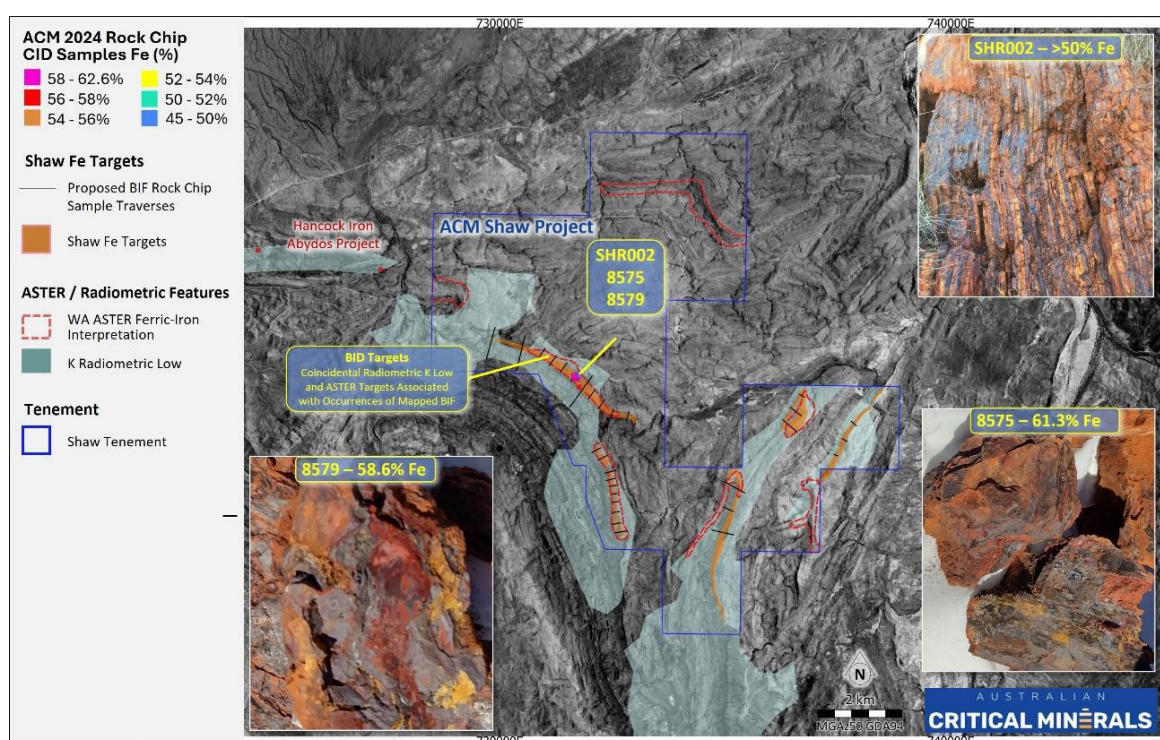 730000E
740000E
ACM 2024 Rock Chip
CID Samples Fe (%)
58 - 62.6%
52 - 54%
56 - 58%
50 - 52%
54 - 56%
45 - 50%
Shaw Fe Targets
Proposed BIF Rock Chip
Sample Traverses
Shaw Fe Targets
ASTER / Radiometric Features
WA ASTER Ferric-Iron
Interpretation
K Radiometric Low
Tenement
Shaw Tenement
Hancock Iron
Abydos Project
ACM Shaw Project
SHR002
8575
8579
BID Targets
Coincidental Radiometric K Low
and ASTER Targets Associated
with Occurrences of Mapped BIF
SHR002 – >50% Fe
8579 – 58.6% Fe
8575 – 61.3% Fe
N
2 km
MGAz50 GDA94
AUSTRALIAN
CRITICAL MINERALS
730000E
740000E